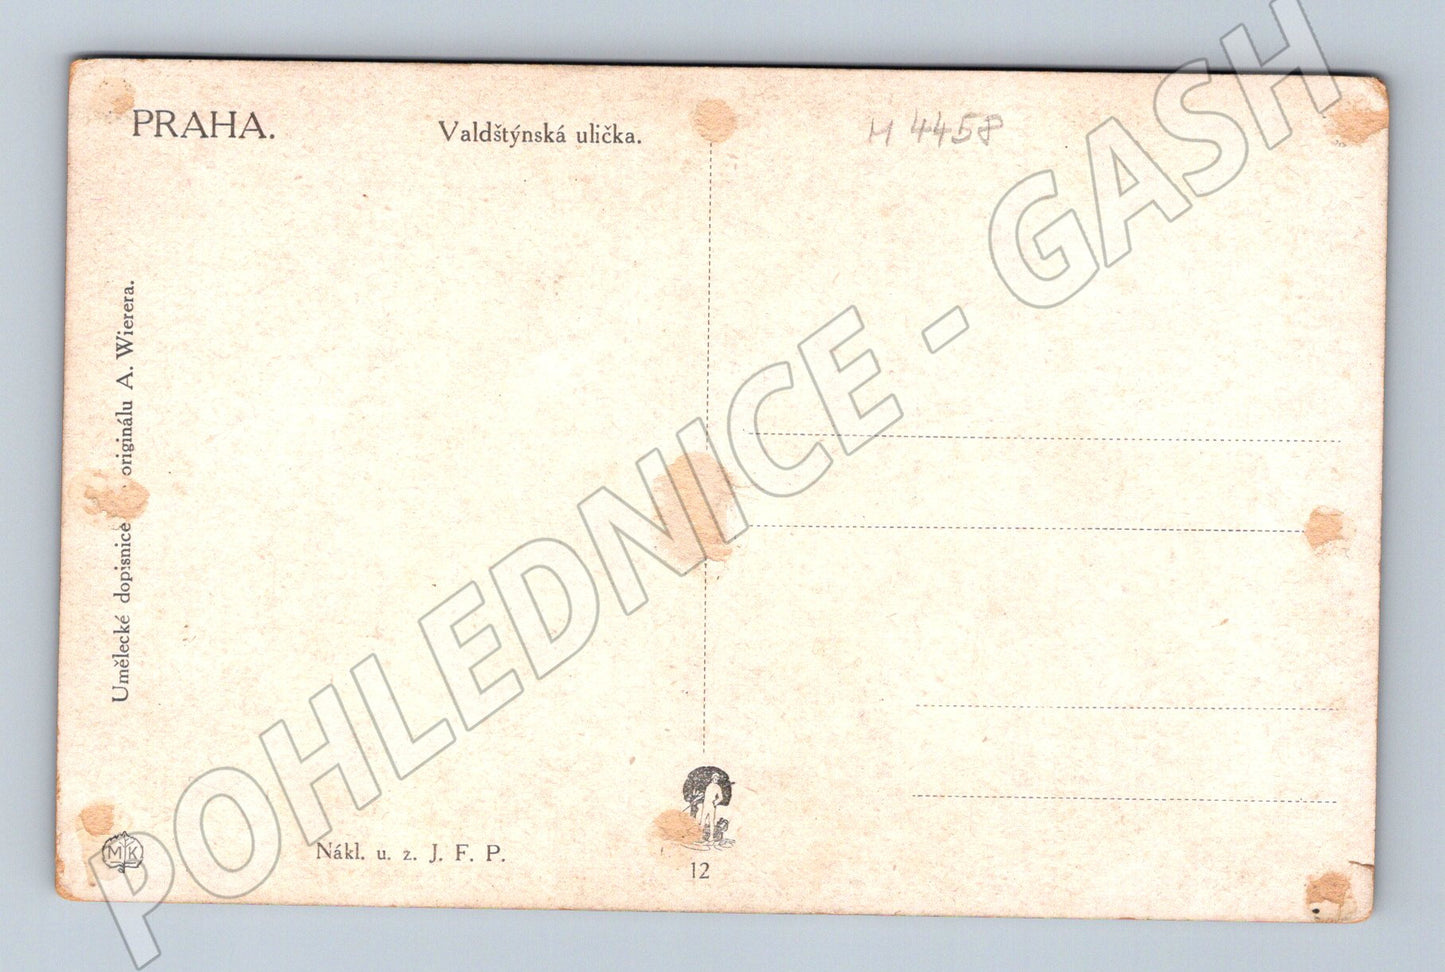 PRAHA.
Valdštýnská ulička.
H 4458
Umělecké dopisnice originálu A. Wierera.
MK
Nákl. u. z. J. F. P.
12
POHLEDNICE - GASH